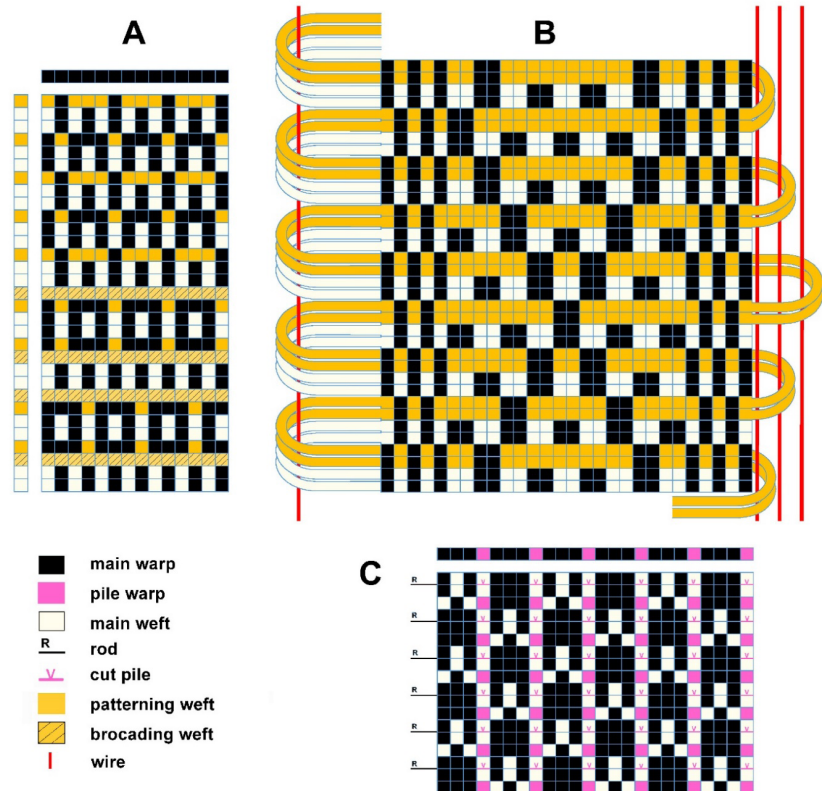 A
B
main warp
pile warp
main weft
R rod
v cut pile
patterning weft
brocading weft
wire
C
R v v v v v v
R v v v v v v
R v v v v v v
R v v v v v v
R v v v v v v
R v v v v v v